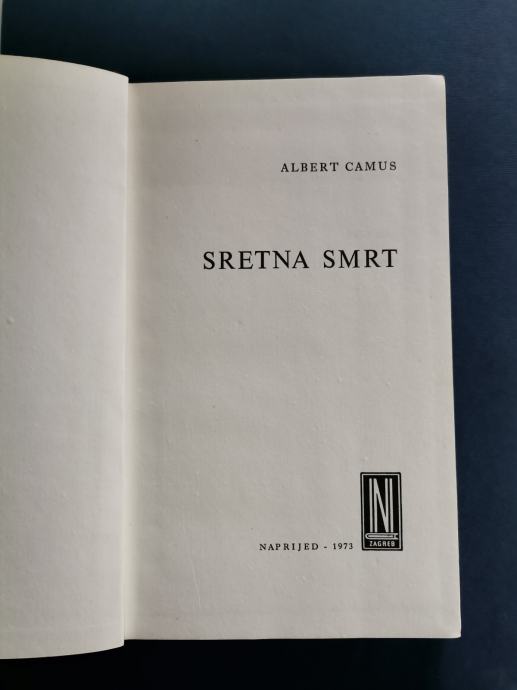 ALBERT CAMUS
SRETNA SMRT
NAPRIJED - 1973
N
ZAGREB